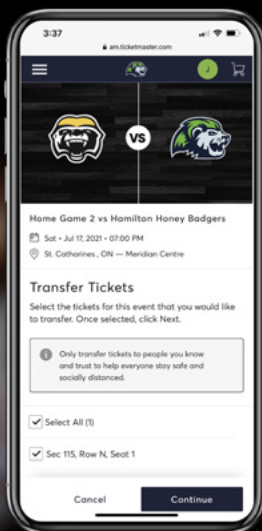 3:37
am.ticketmaster.com
J
VS
Home Game 2 vs Hamilton Honey Badgers
Sat • Jul 17, 2021 • 07:00 PM
St. Catharines , ON — Meridian Centre
Transfer Tickets
Select the tickets for this event that you would like
to transfer. Once selected, click Next.
Only transfer tickets to people you know
and trust to help everyone stay safe and
socially distanced.
Select All (1)
Sec 115, Row N, Seat 1
Cancel
Continue